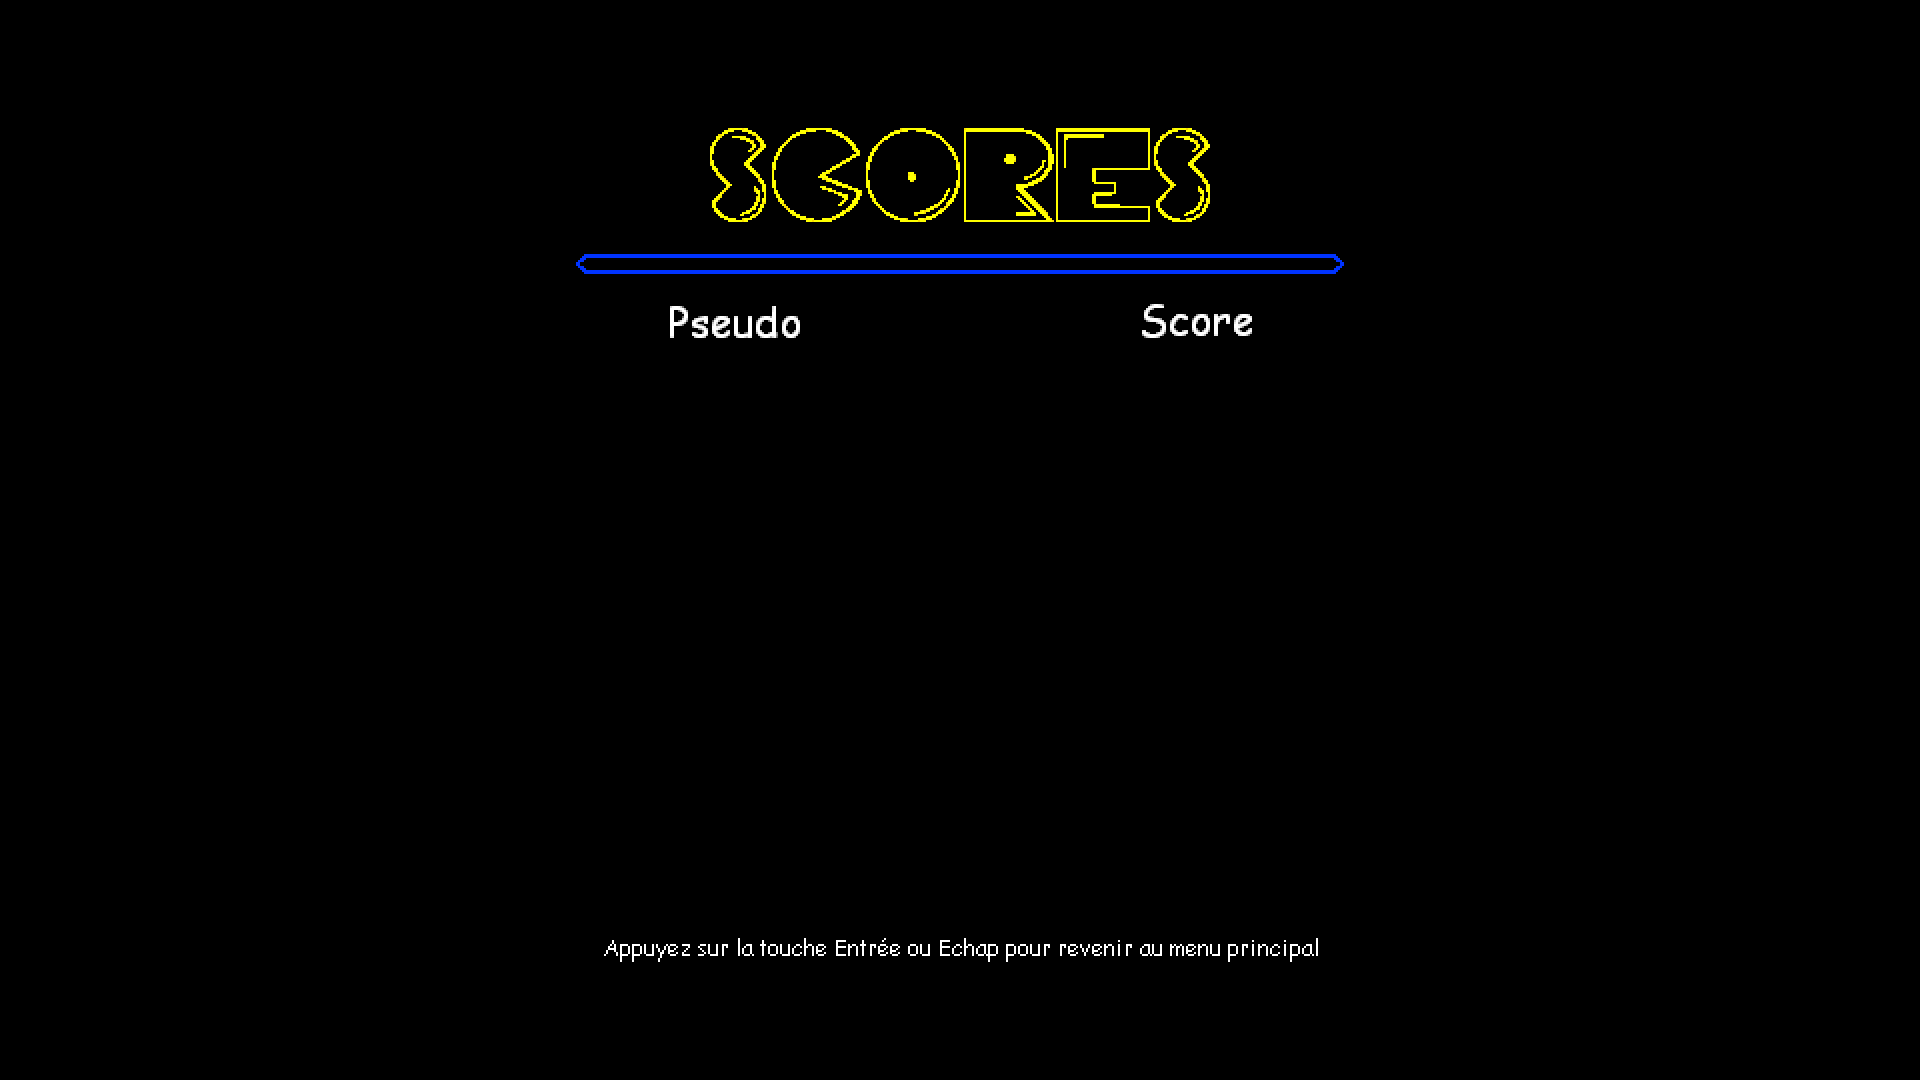 SCORES
Pseudo Score
Appuyez sur la touche Entrée ou Echap pour revenir au menu principal